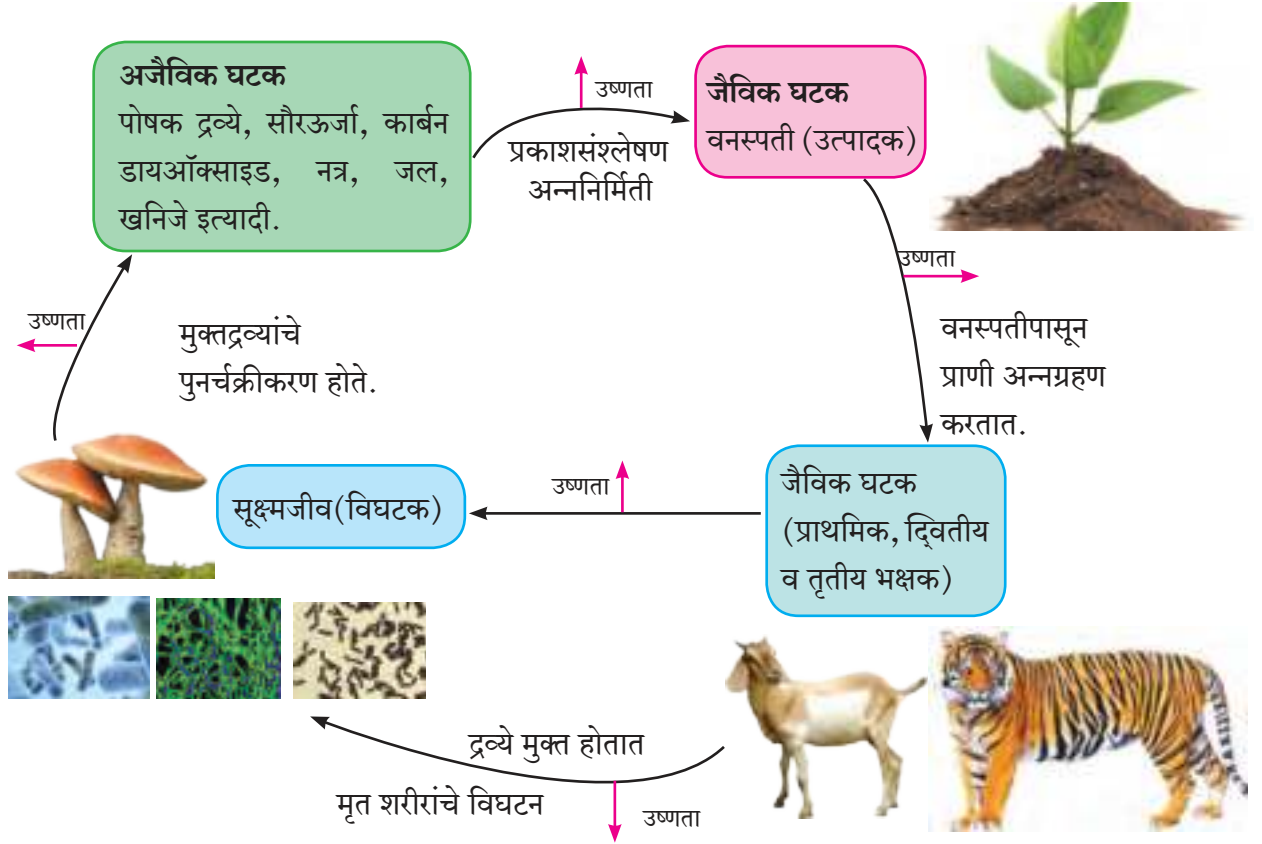 अजैविक घटक
पोषक द्रव्ये, सौरऊर्जा, कार्बन
डायऑक्साइड, नत्र, जल,
खनिजे इत्यादी.
उष्णता
प्रकाशसंश्लेषण
अन्ननिर्मिती
जैविक घटक
वनस्पती (उत्पादक)
उष्णता
वनस्पतीपासून
प्राणी अन्नग्रहण
करतात.
उष्णता
मुक्तद्रव्यांचे
पुनर्चक्रीकरण होते.
जैविक घटक
(प्राथमिक, द्‌वितीय
व तृतीय भक्षक)
उष्णता
सूक्ष्मजीव(विघटक)
द्रव्ये मुक्त होतात
मृत शरीरांचे विघटन
उष्णता